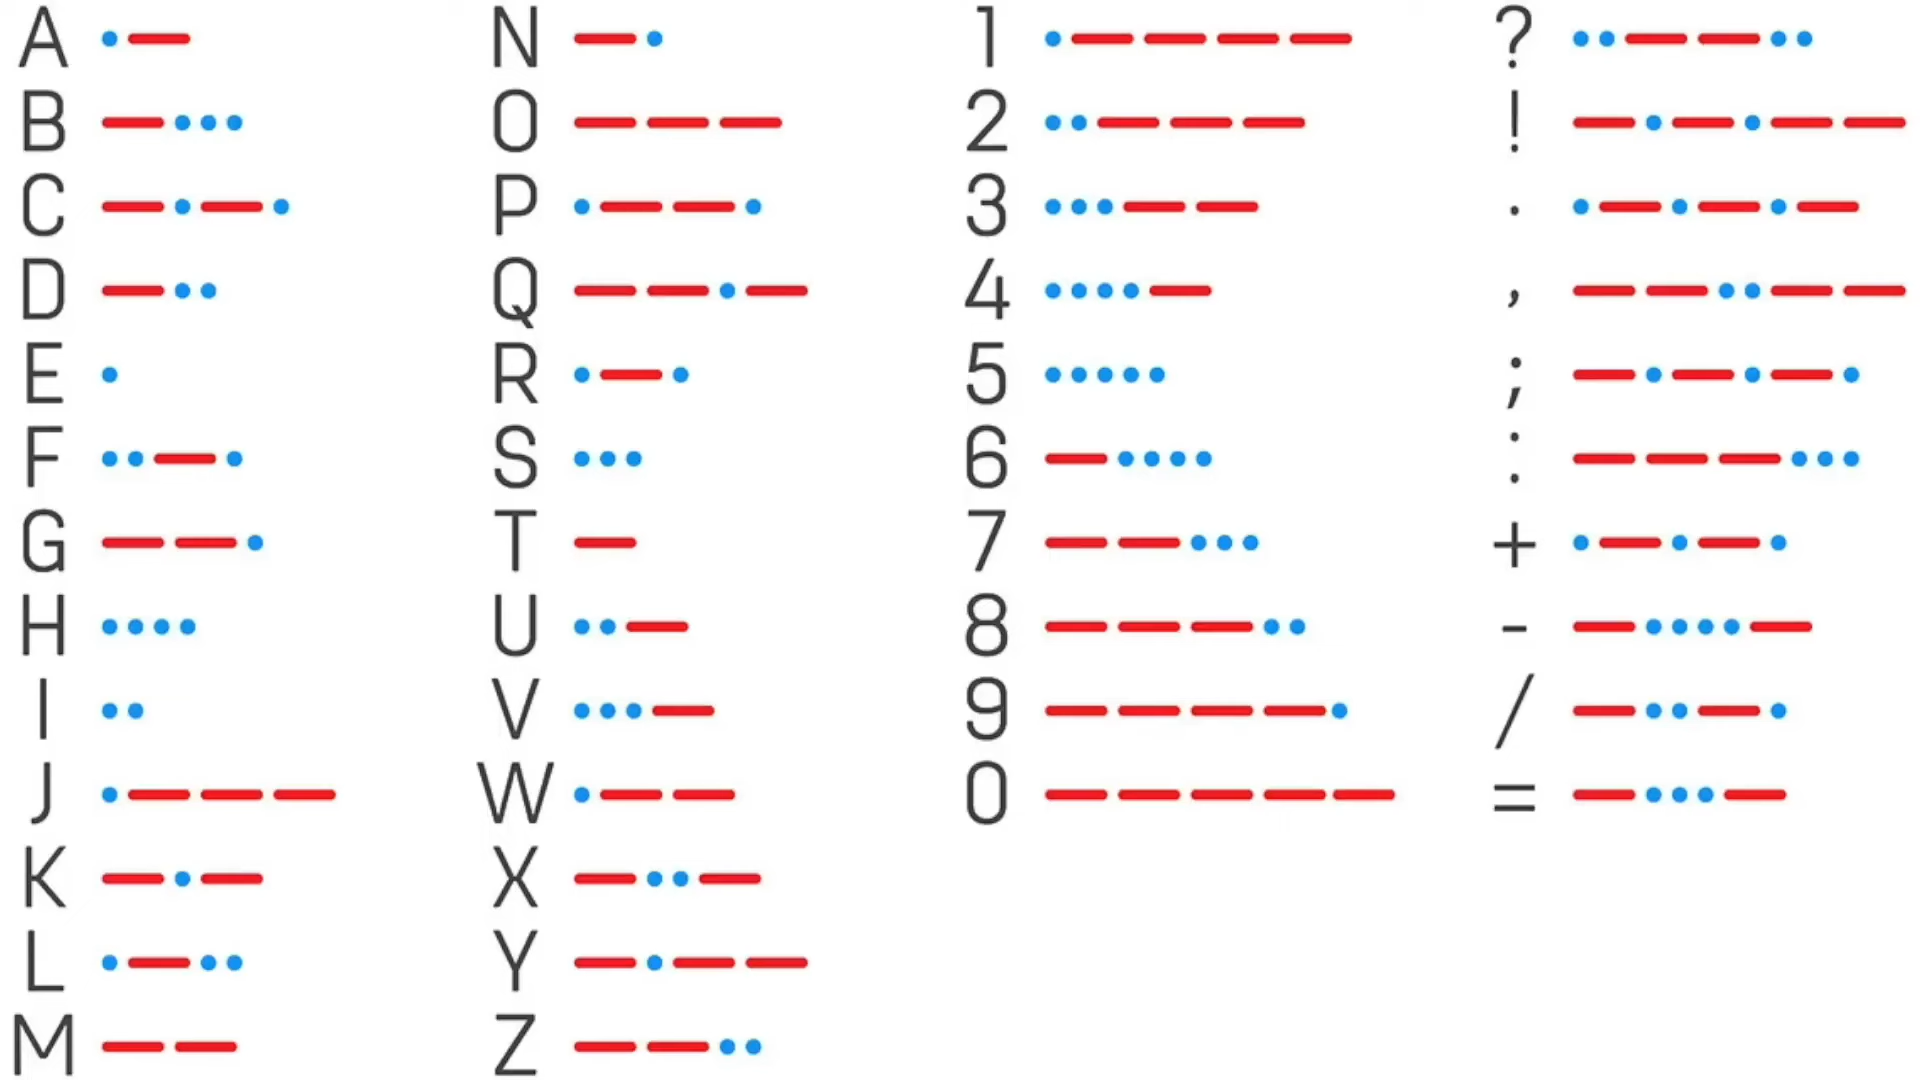 A •— N —• 1 •———— ? ••——••
B —••• O ——— 2 ••——— ! —•—•——
C —•—• P •——• 3 •••—— . •—•—•—
D —•• Q ——•— 4 ••••— , ——••——
E • R •—• 5 ••••• ; —•—•—•
F ••—• S ••• 6 —•••• : ———•••
G ——• T — 7 ——••• + •—•—•
H •••• U ••— 8 ———•• - —••••—
I •• V •••— 9 ————• / —••—•
J •——— W •—— 0 ————— = —•••—
K —•— X —••—
L •—•• Y —•——
M —— Z ——••